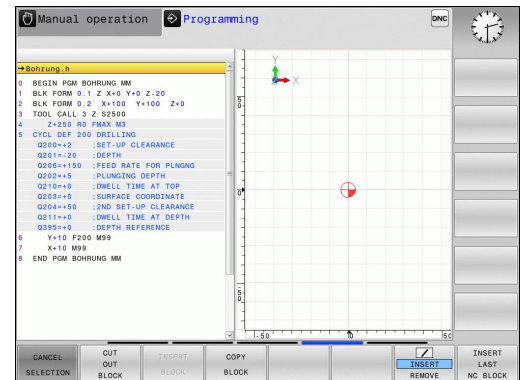 Manual operation
Programming
DNC
→Bohrung.h
0 BEGIN PGM BOHRUNG MM
1 BLK FORM 0.1 Z X+0 Y+0 Z-20
2 BLK FORM 0.2 X+100 Y+100 Z+0
3 TOOL CALL 3 Z S2500
4 Z+250 R0 FMAX M3
5 CYCL DEF 200 DRILLING
Q200=+2 ;SET-UP CLEARANCE
Q201=-20 ;DEPTH
Q206=+150 ;FEED RATE FOR PLNGNG
Q202=+5 ;PLUNGING DEPTH
Q210=+0 ;DWELL TIME AT TOP
Q203=+0 ;SURFACE COORDINATE
Q204=+50 ;2ND SET-UP CLEARANCE
Q211=+0 ;DWELL TIME AT DEPTH
Q395=+0 ;DEPTH REFERENCE
6 Y+10 F200 M99
7 X+10 M99
8 END PGM BOHRUNG MM
Y
X
50
0
-50
-50
0
50
CANCEL
SELECTION
CUT
OUT
BLOCK
INSERT
BLOCK
COPY
BLOCK
INSERT
REMOVE
INSERT
LAST
NC BLOCK